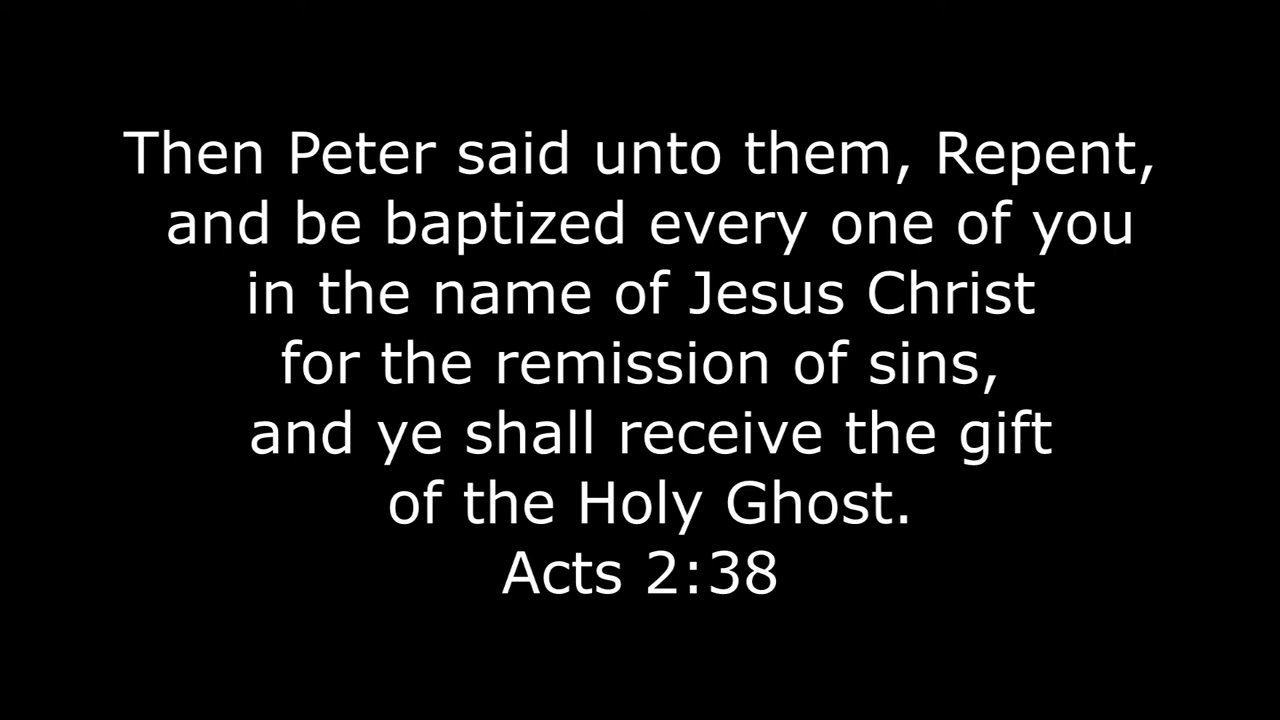 Then Peter said unto them, Repent,
and be baptized every one of you
in the name of Jesus Christ
for the remission of sins,
and ye shall receive the gift
of the Holy Ghost.
Acts 2:38